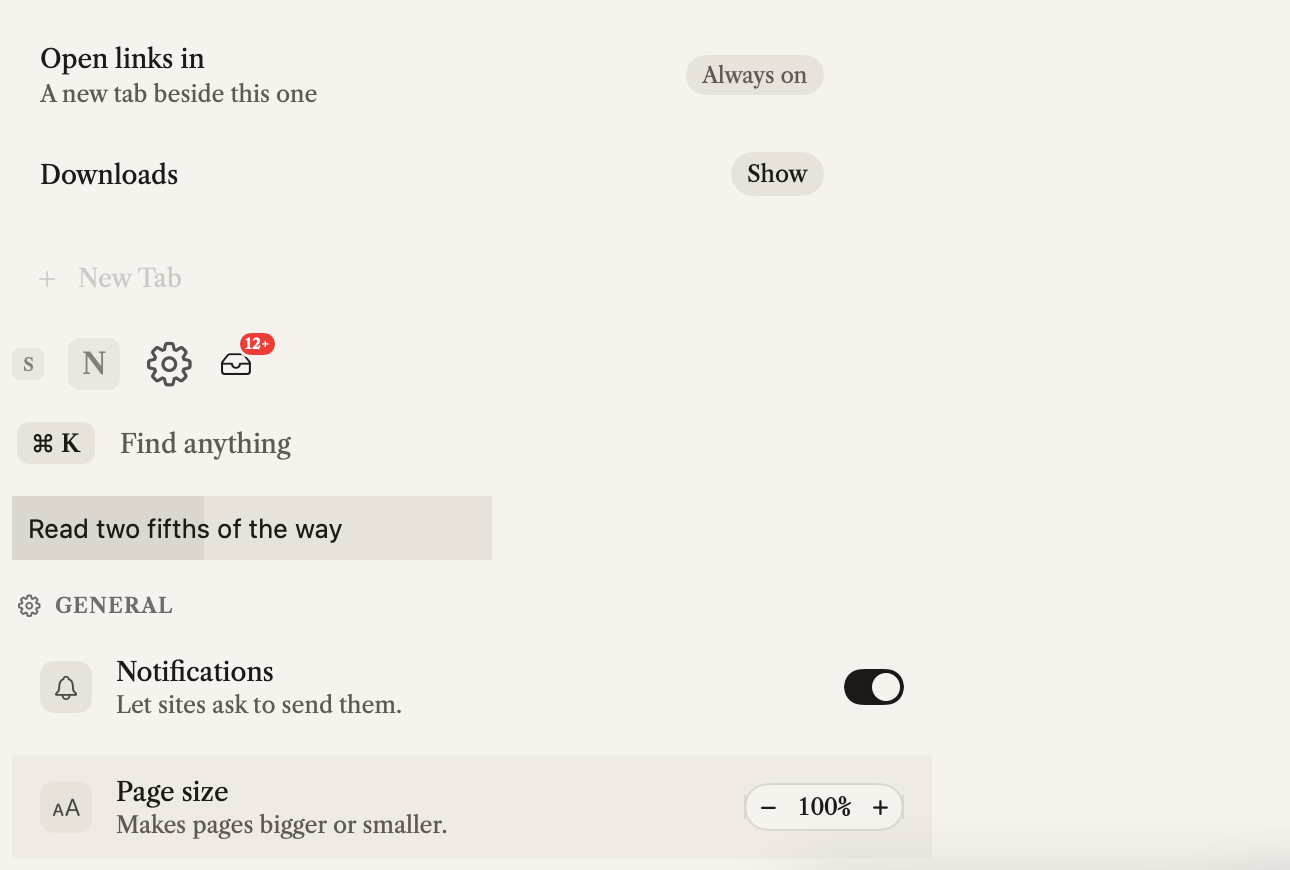 Open links in
A new tab beside this one
Always on
Downloads
Show
+ New Tab
S
N
12+
⌘ K
Find anything
Read two fifths of the way
GENERAL
Notifications
Let sites ask to send them.
AA
Page size
Makes pages bigger or smaller.
− 100% +